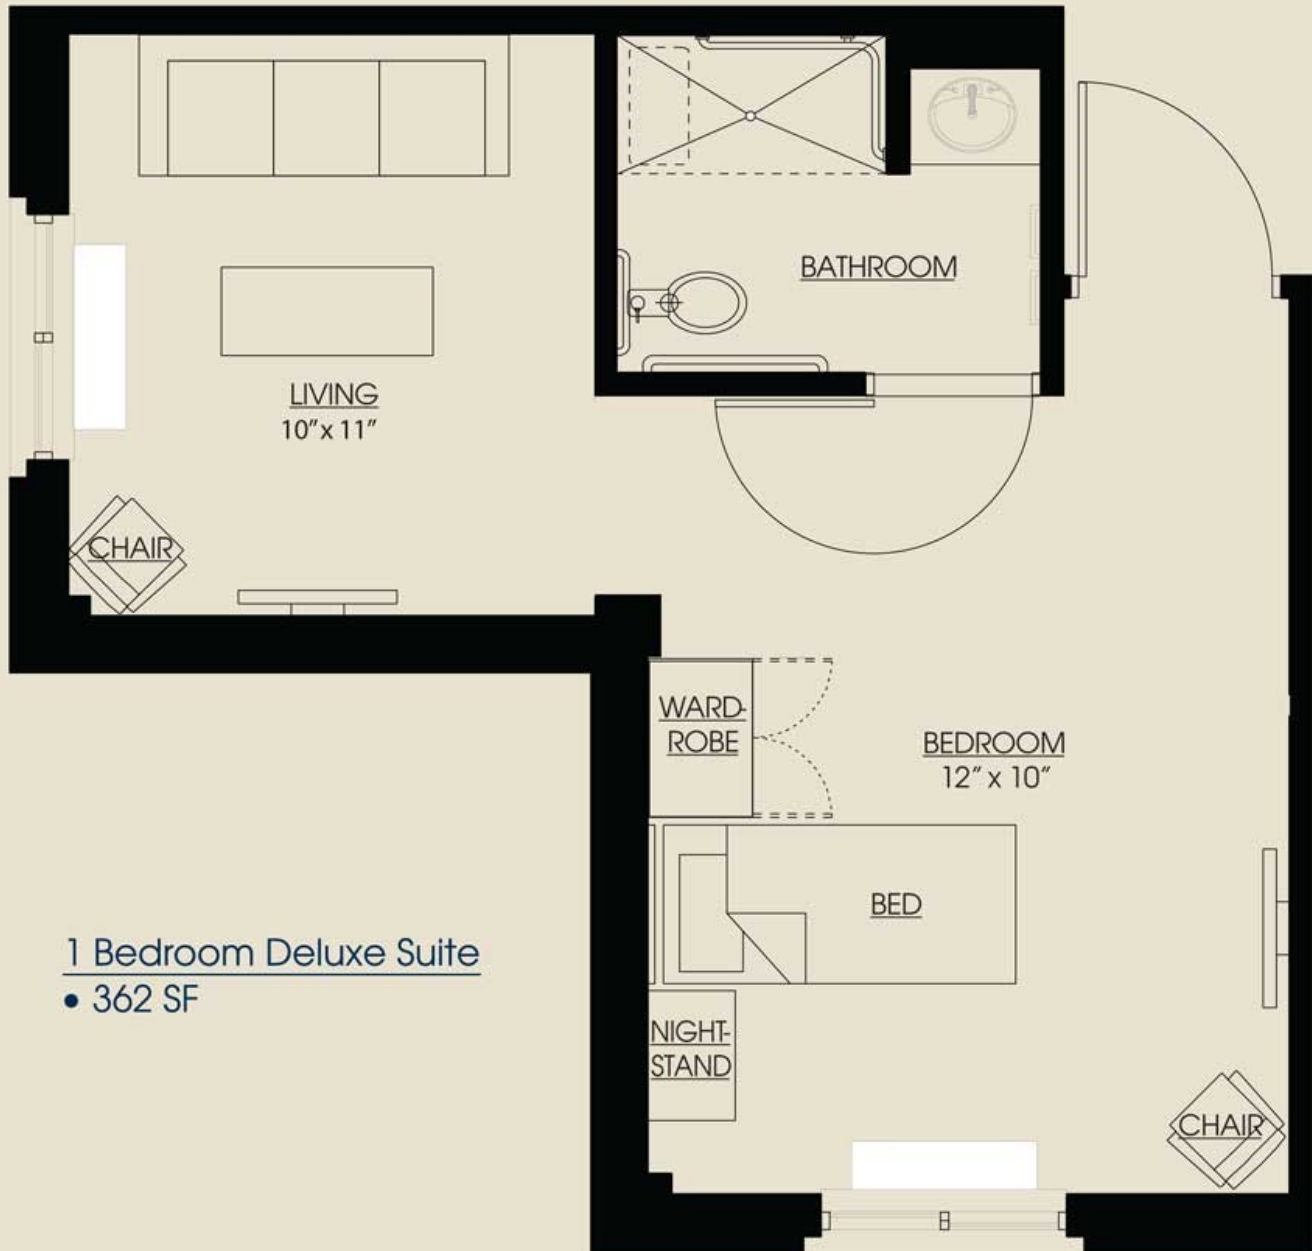 BATHROOM
LIVING
10” x 11”
CHAIR
WARD-
ROBE
BEDROOM
12” x 10”
BED
1 Bedroom Deluxe Suite
• 362 SF
NIGHT-
STAND
CHAIR